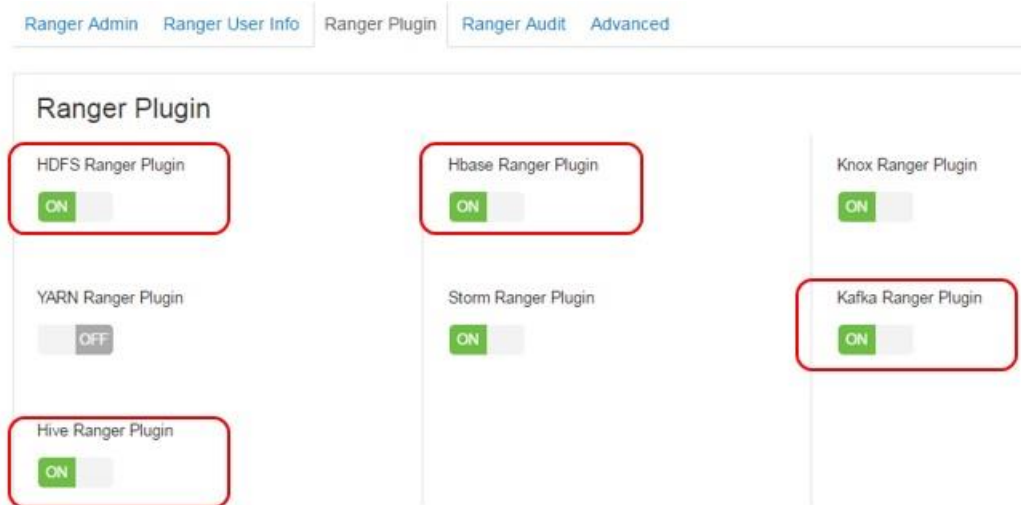 Ranger Admin Ranger User Info Ranger Plugin Ranger Audit Advanced
Ranger Plugin
HDFS Ranger Plugin Hbase Ranger Plugin Knox Ranger Plugin
ON ON ON
YARN Ranger Plugin Storm Ranger Plugin Kafka Ranger Plugin
OFF ON ON
Hive Ranger Plugin
ON